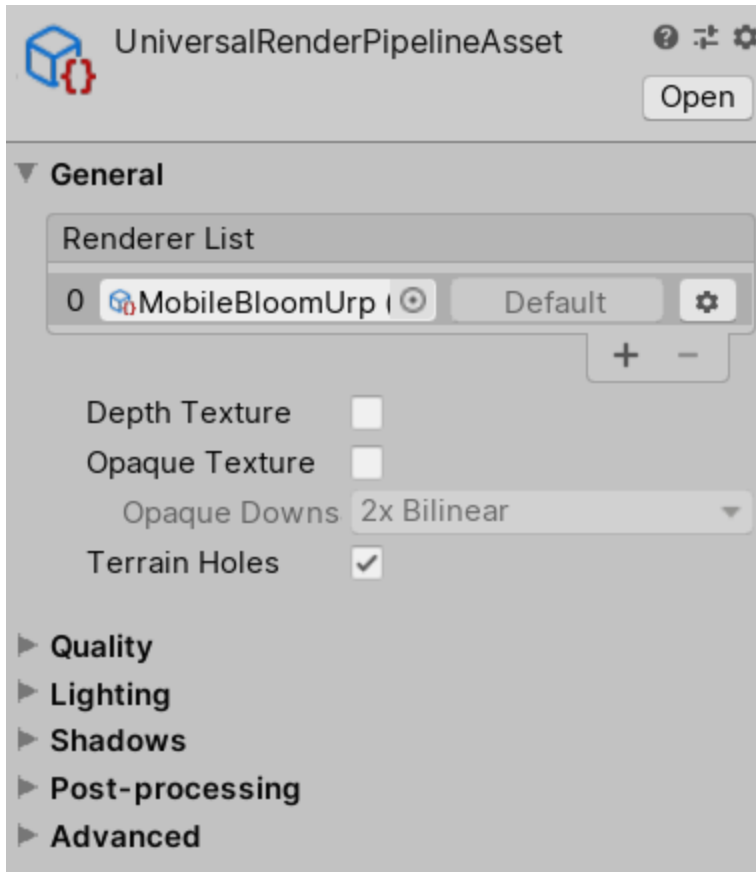 UniversalRenderPipelineAsset
Open
General
Renderer List
0 MobileBloomUrp ( Default
Depth Texture
Opaque Texture
Opaque Downs 2x Bilinear
Terrain Holes
Quality
Lighting
Shadows
Post-processing
Advanced